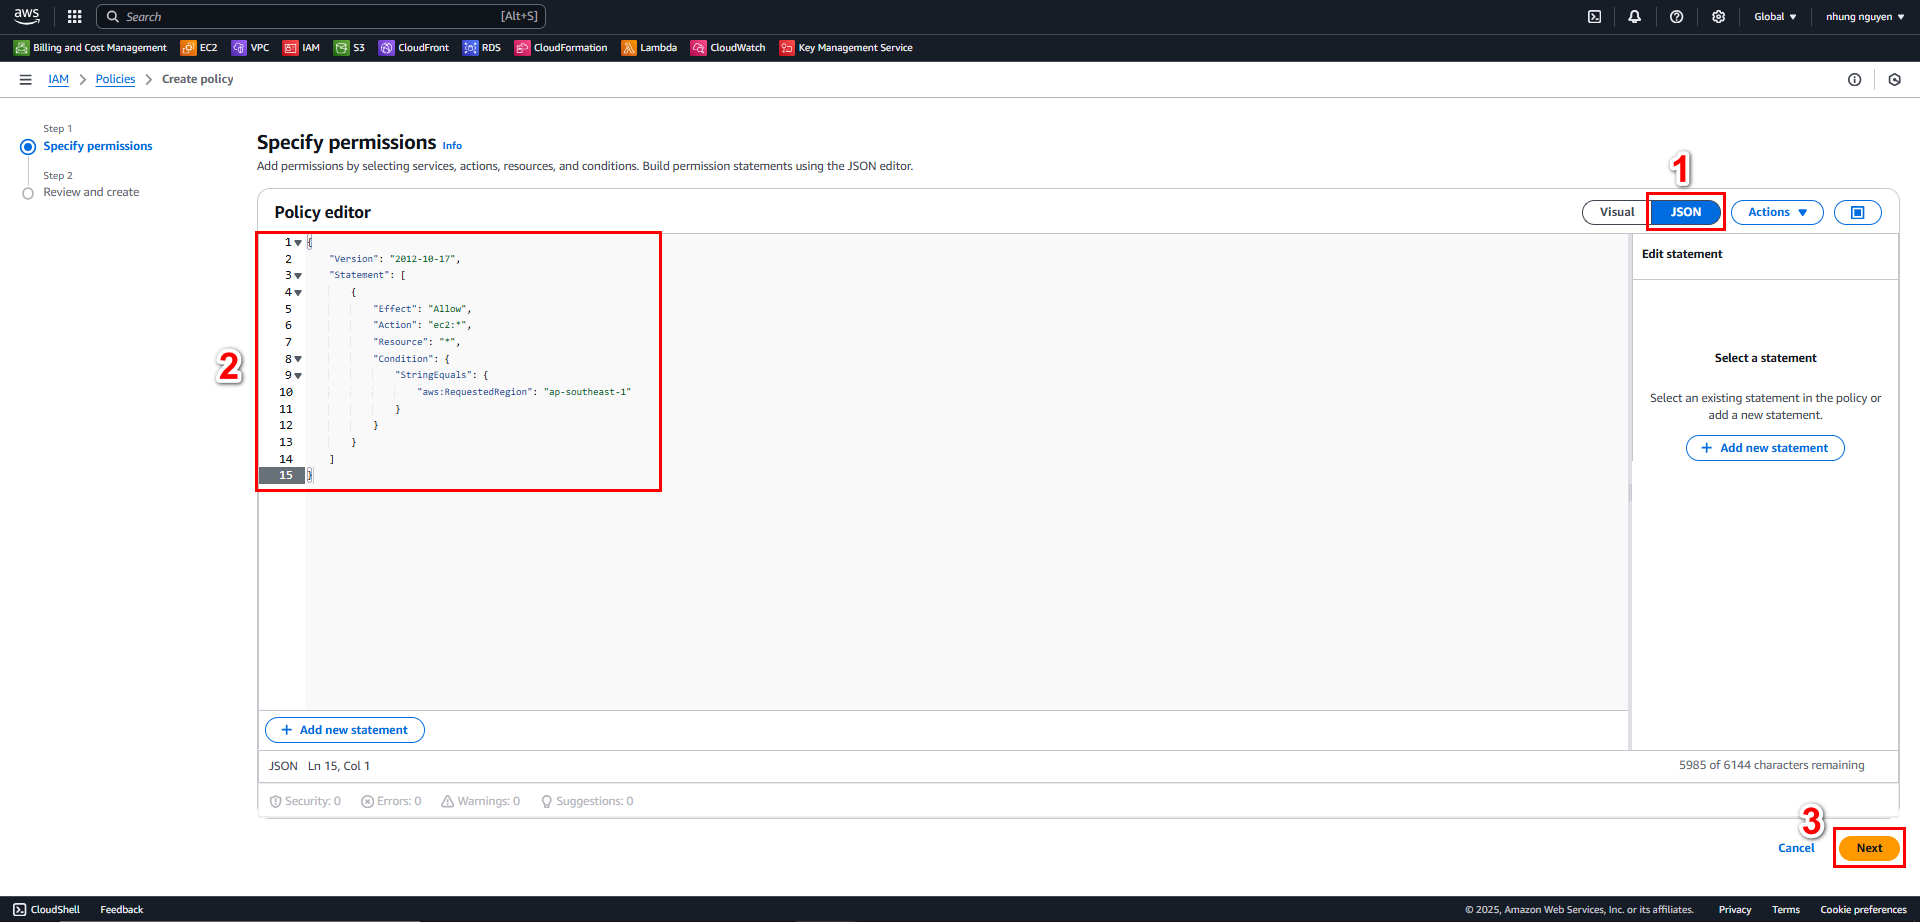 aws Search [Alt+S] Global nhung nguyen
Billing and Cost Management EC2 VPC IAM S3 CloudFront RDS CloudFormation Lambda CloudWatch Key Management Service
IAM Policies Create policy
Step 1
Specify permissions
Step 2
Review and create
Specify permissions Info
Add permissions by selecting services, actions, resources, and conditions. Build permission statements using the JSON editor.
1
Policy editor
Visual JSON Actions
2
1 {
2 "Version": "2012-10-17",
3 "Statement": [
4 {
5 "Effect": "Allow",
6 "Action": "ec2:*",
7 "Resource": "*",
8 "Condition": {
9 "StringEquals": {
10 "aws:RequestedRegion": "ap-southeast-1"
11 }
12 }
13 }
14 ]
15 }
Edit statement
Select a statement
Select an existing statement in the policy or
add a new statement.
+ Add new statement
+ Add new statement
JSON Ln 15, Col 1
5985 of 6144 characters remaining
Security: 0 Errors: 0 Warnings: 0 Suggestions: 0
3
Cancel Next
CloudShell Feedback
© 2025, Amazon Web Services, Inc. or its affiliates. Privacy Terms Cookie preferences